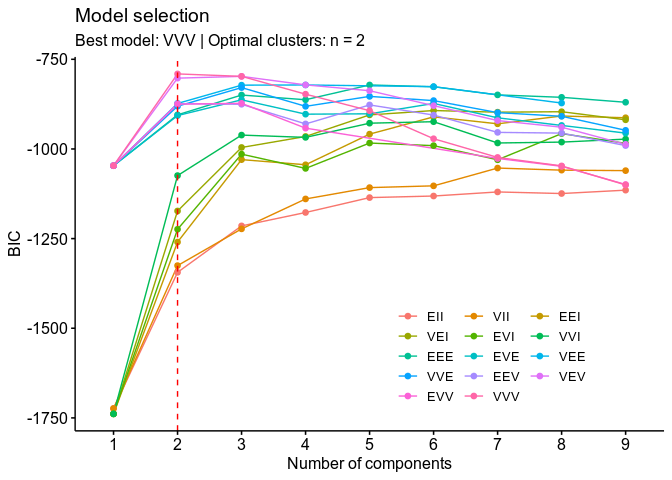 Model selection
Best model: VVV | Optimal clusters: n = 2
-750
-1000
-1250
-1500
-1750
BIC
EII VII EEI
VEI EVI VVI
EEE EVE VEE
VVE EEV VEV
EVV VVV
1 2 3 4 5 6 7 8 9
Number of components